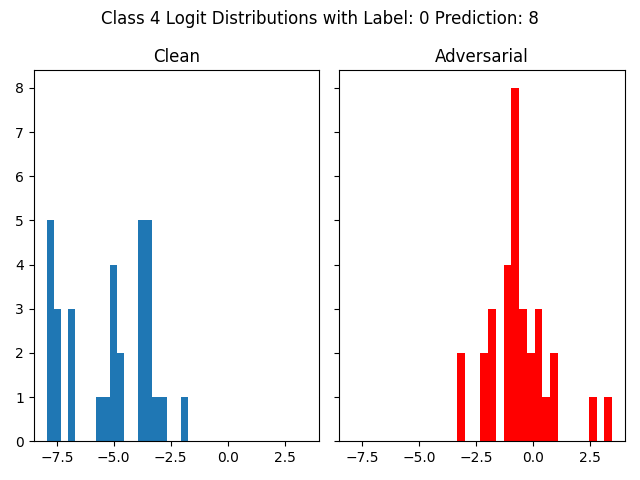 Class 4 Logit Distributions with Label: 0 Prediction: 8
Clean
Adversarial
8
7
6
5
4
3
2
1
0
−7.5 −5.0 −2.5 0.0 2.5
−7.5 −5.0 −2.5 0.0 2.5